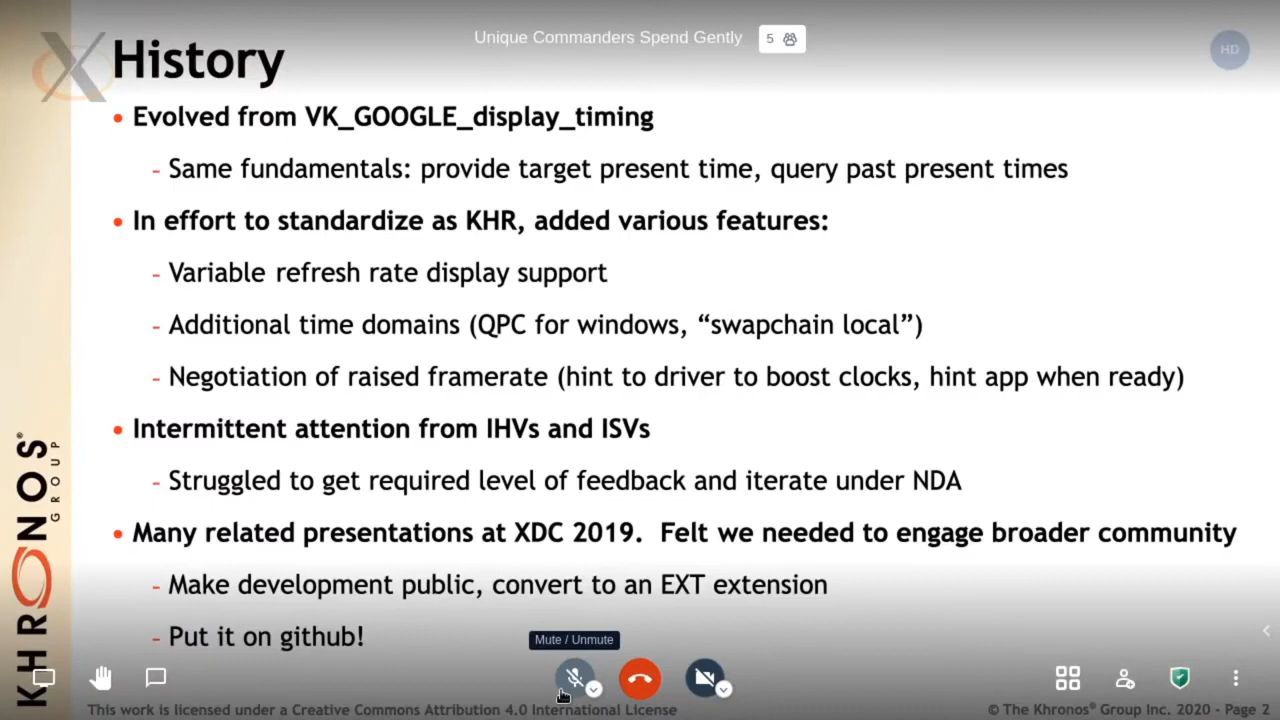 Unique Commanders Spend Gently 5
HD
History
• Evolved from VK_GOOGLE_display_timing
- Same fundamentals: provide target present time, query past present times
• In effort to standardize as KHR, added various features:
- Variable refresh rate display support
- Additional time domains (QPC for windows, “swapchain local”)
- Negotiation of raised framerate (hint to driver to boost clocks, hint app when ready)
• Intermittent attention from IHVs and ISVs
- Struggled to get required level of feedback and iterate under NDA
• Many related presentations at XDC 2019. Felt we needed to engage broader community
- Make development public, convert to an EXT extension
- Put it on github!
Mute / Unmute
KHRONOS®
GROUP
This work is licensed under a Creative Commons Attribution 4.0 International License
© The Khronos® Group Inc. 2020 - Page 2